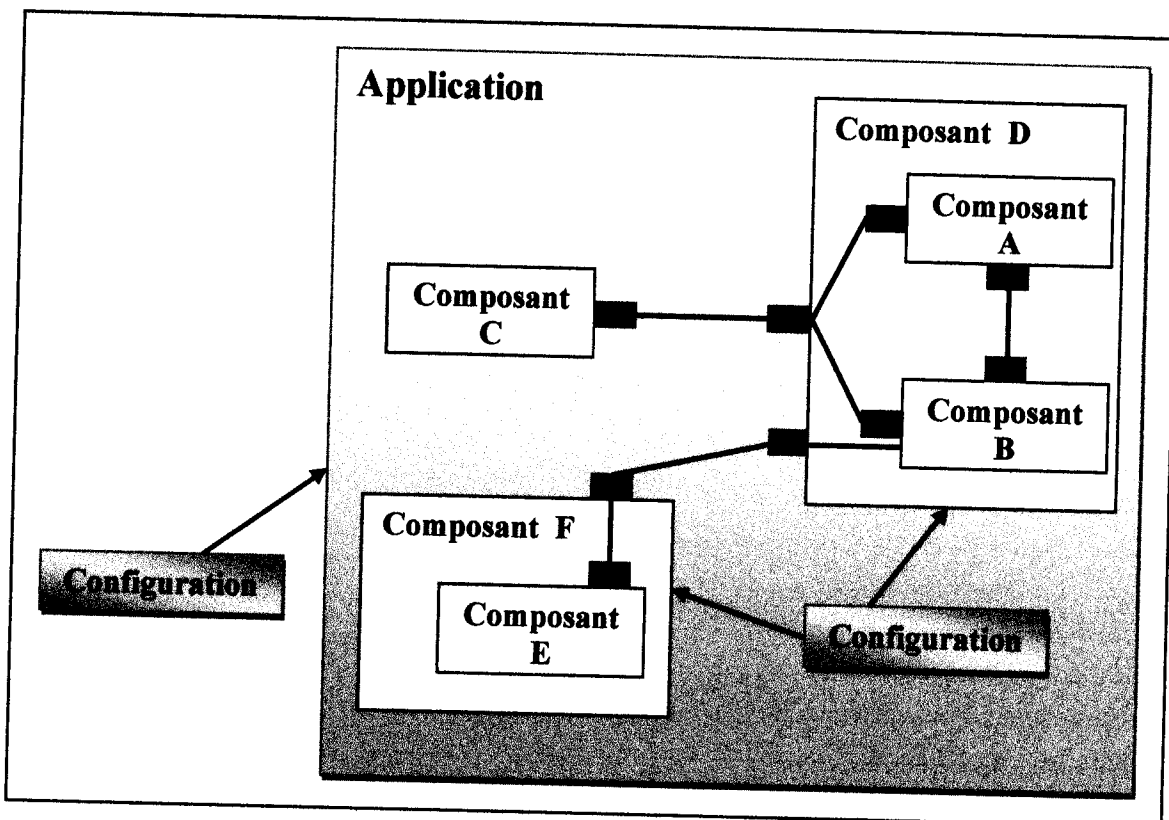 Application
Composant D
Composant
A
Composant
C
Composant
B
Composant F
Configuration
Composant
E
Configuration